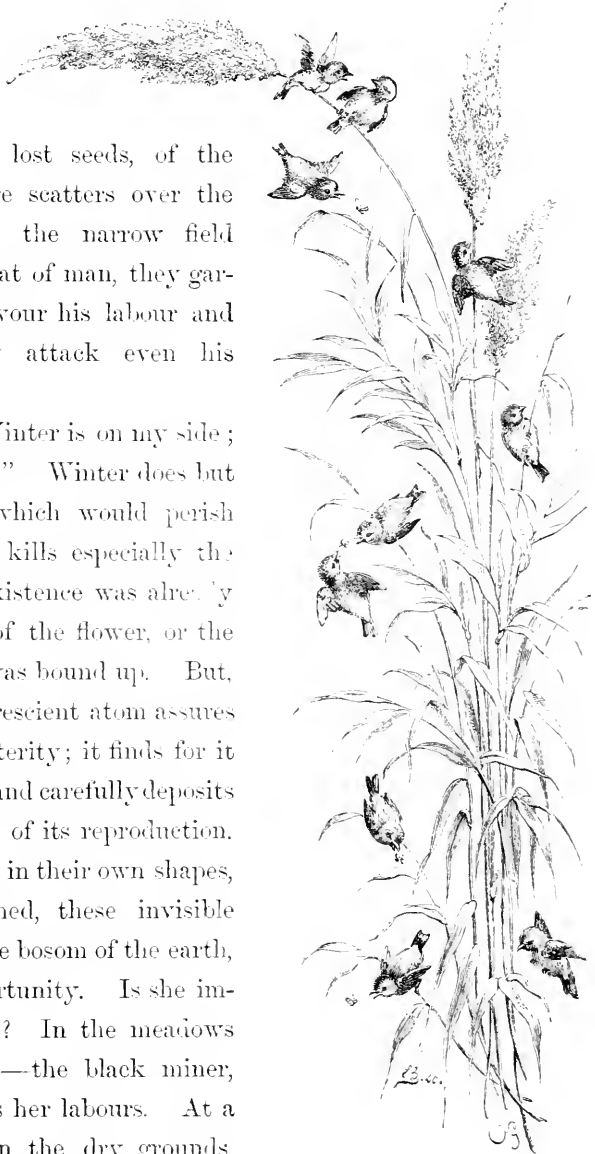 lost seeds, of the
e scatters over the
the narrow field
at of man, they gar-
vour his labour and
attack even his
inter is on my side;
” Winter does but
which would perish
kills especially the
xistence was
of the flower, or the
was bound up. But,
rescient atom assures
terity; it finds for it
and carefully deposits
of its reproduction.
in their own shapes,
ned, these invisible
e bosom of the earth,
rtunity. Is she im-
? In the meadows
—the black miner,
s her labours. At a
n the dry grounds,